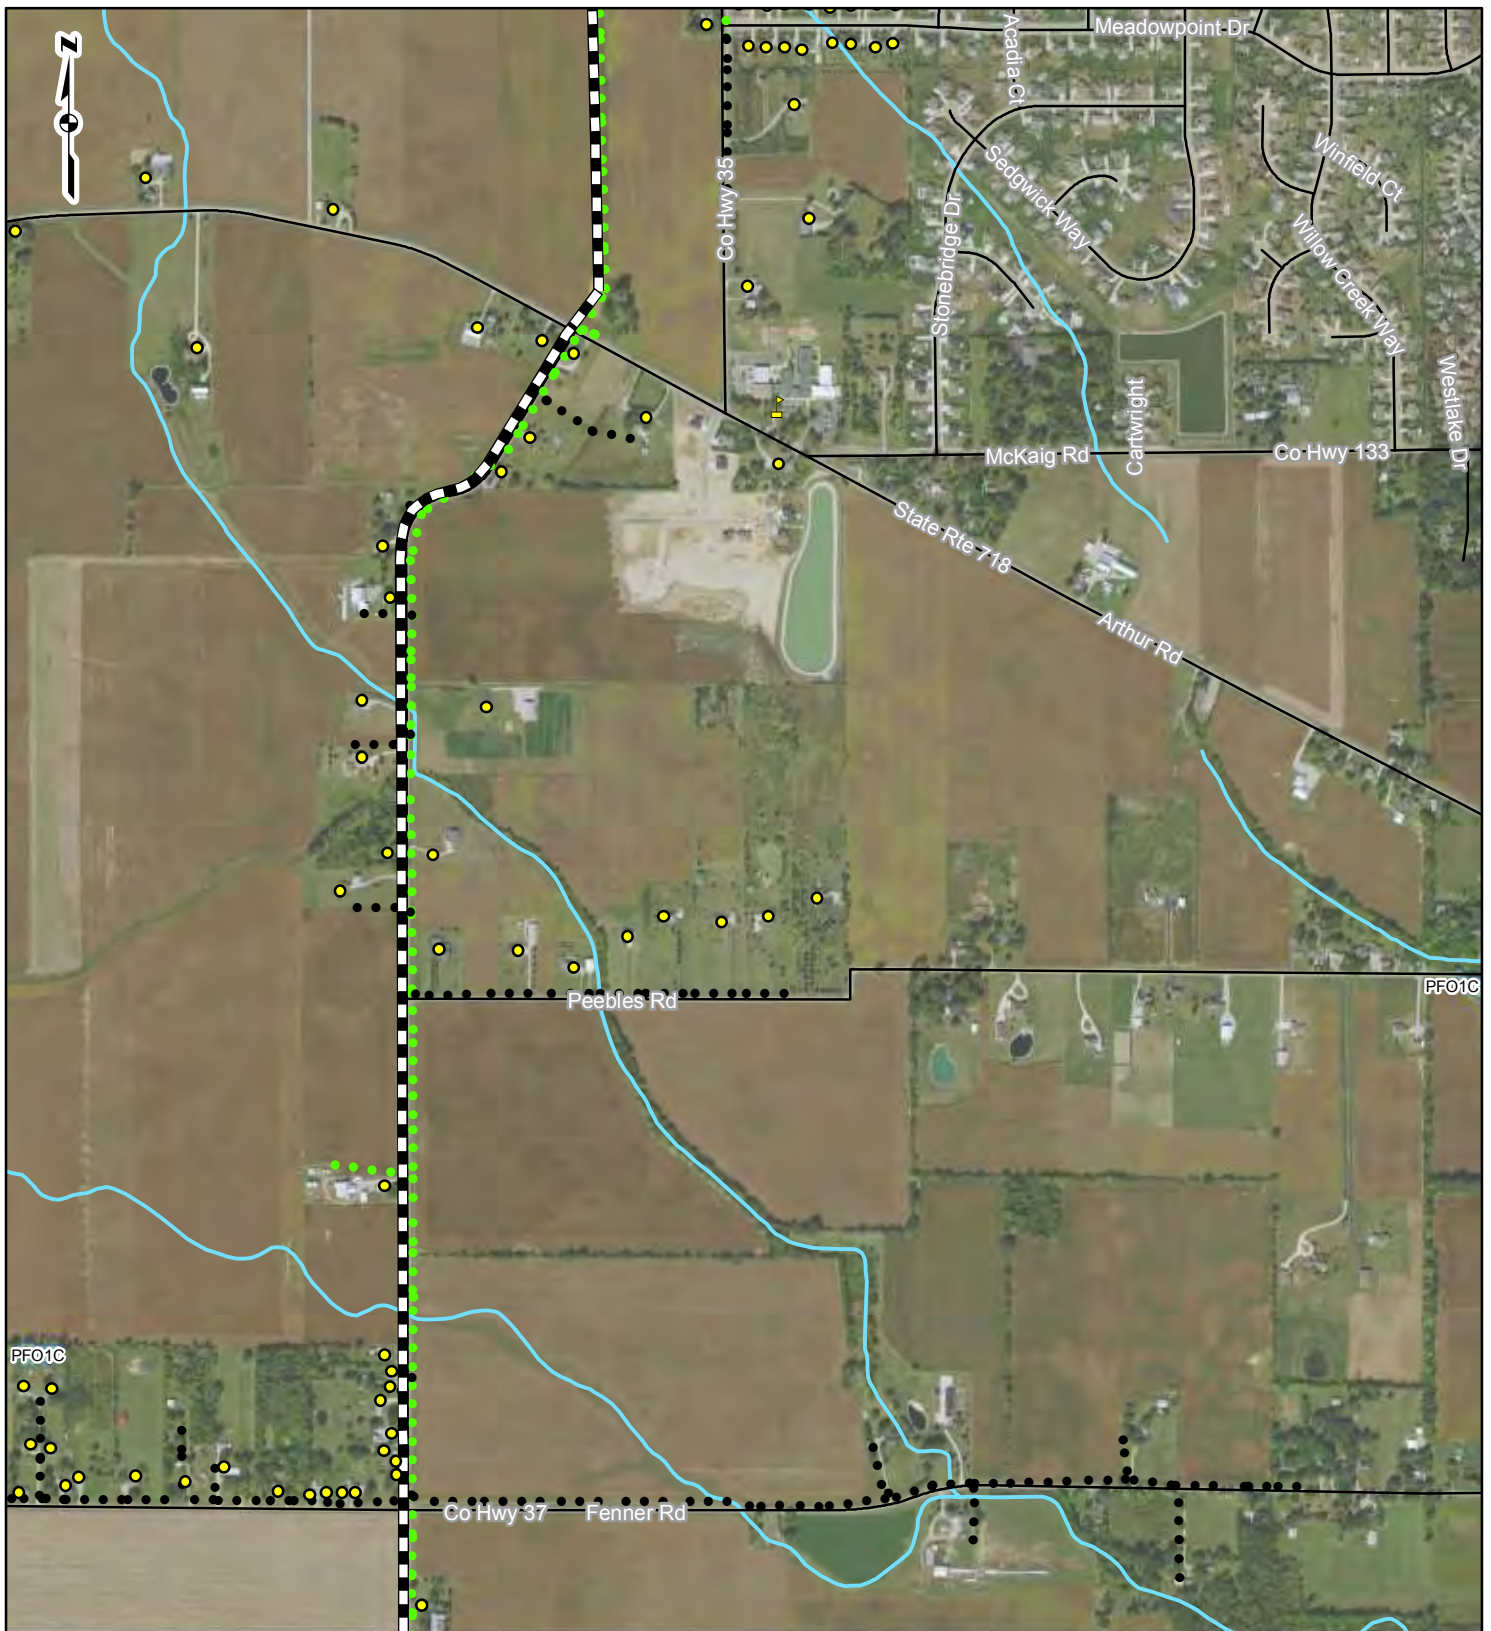 Meadowpoint Dr
Acadia Ct
N
Co Hwy 35
Sedgwick Way
Winfield Ct
Stonebridge Dr
Willow Creek Way
Westlake Dr
Cartwright
McKaig Rd
Co Hwy 133
State Rte 718
Arthur Rd
PFO1C
Peebles Rd
PFO1C
Co Hwy 37
Fenner Rd